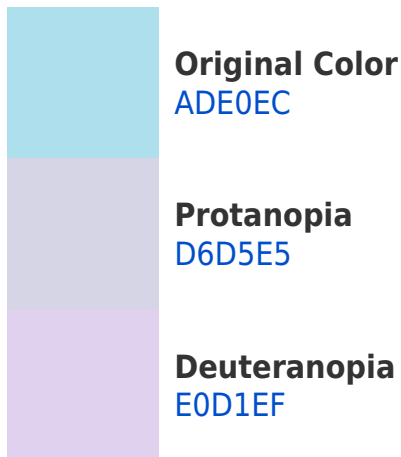 Original Color
ADE0EC
Protanopia
D6D5E5
Deuteranopia
E0D1EF